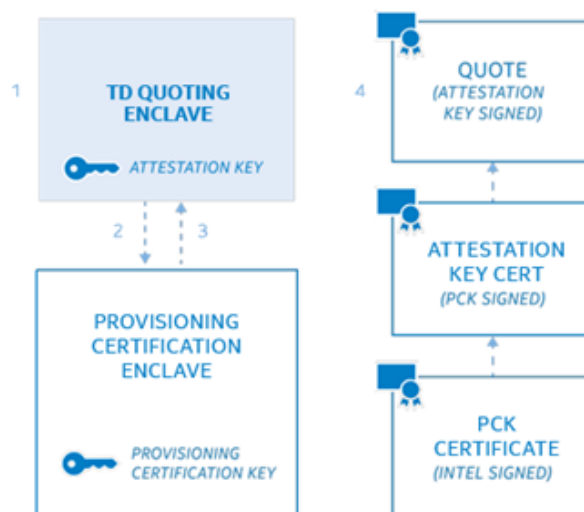 1
TD QUOTING
ENCLAVE
ATTESTATION KEY
2
3
PROVISIONING
CERTIFICATION
ENCLAVE
PROVISIONING
CERTIFICATION KEY
4
QUOTE
(ATTESTATION
KEY SIGNED)
ATTESTATION
KEY CERT
(PCK SIGNED)
PCK
CERTIFICATE
(INTEL SIGNED)